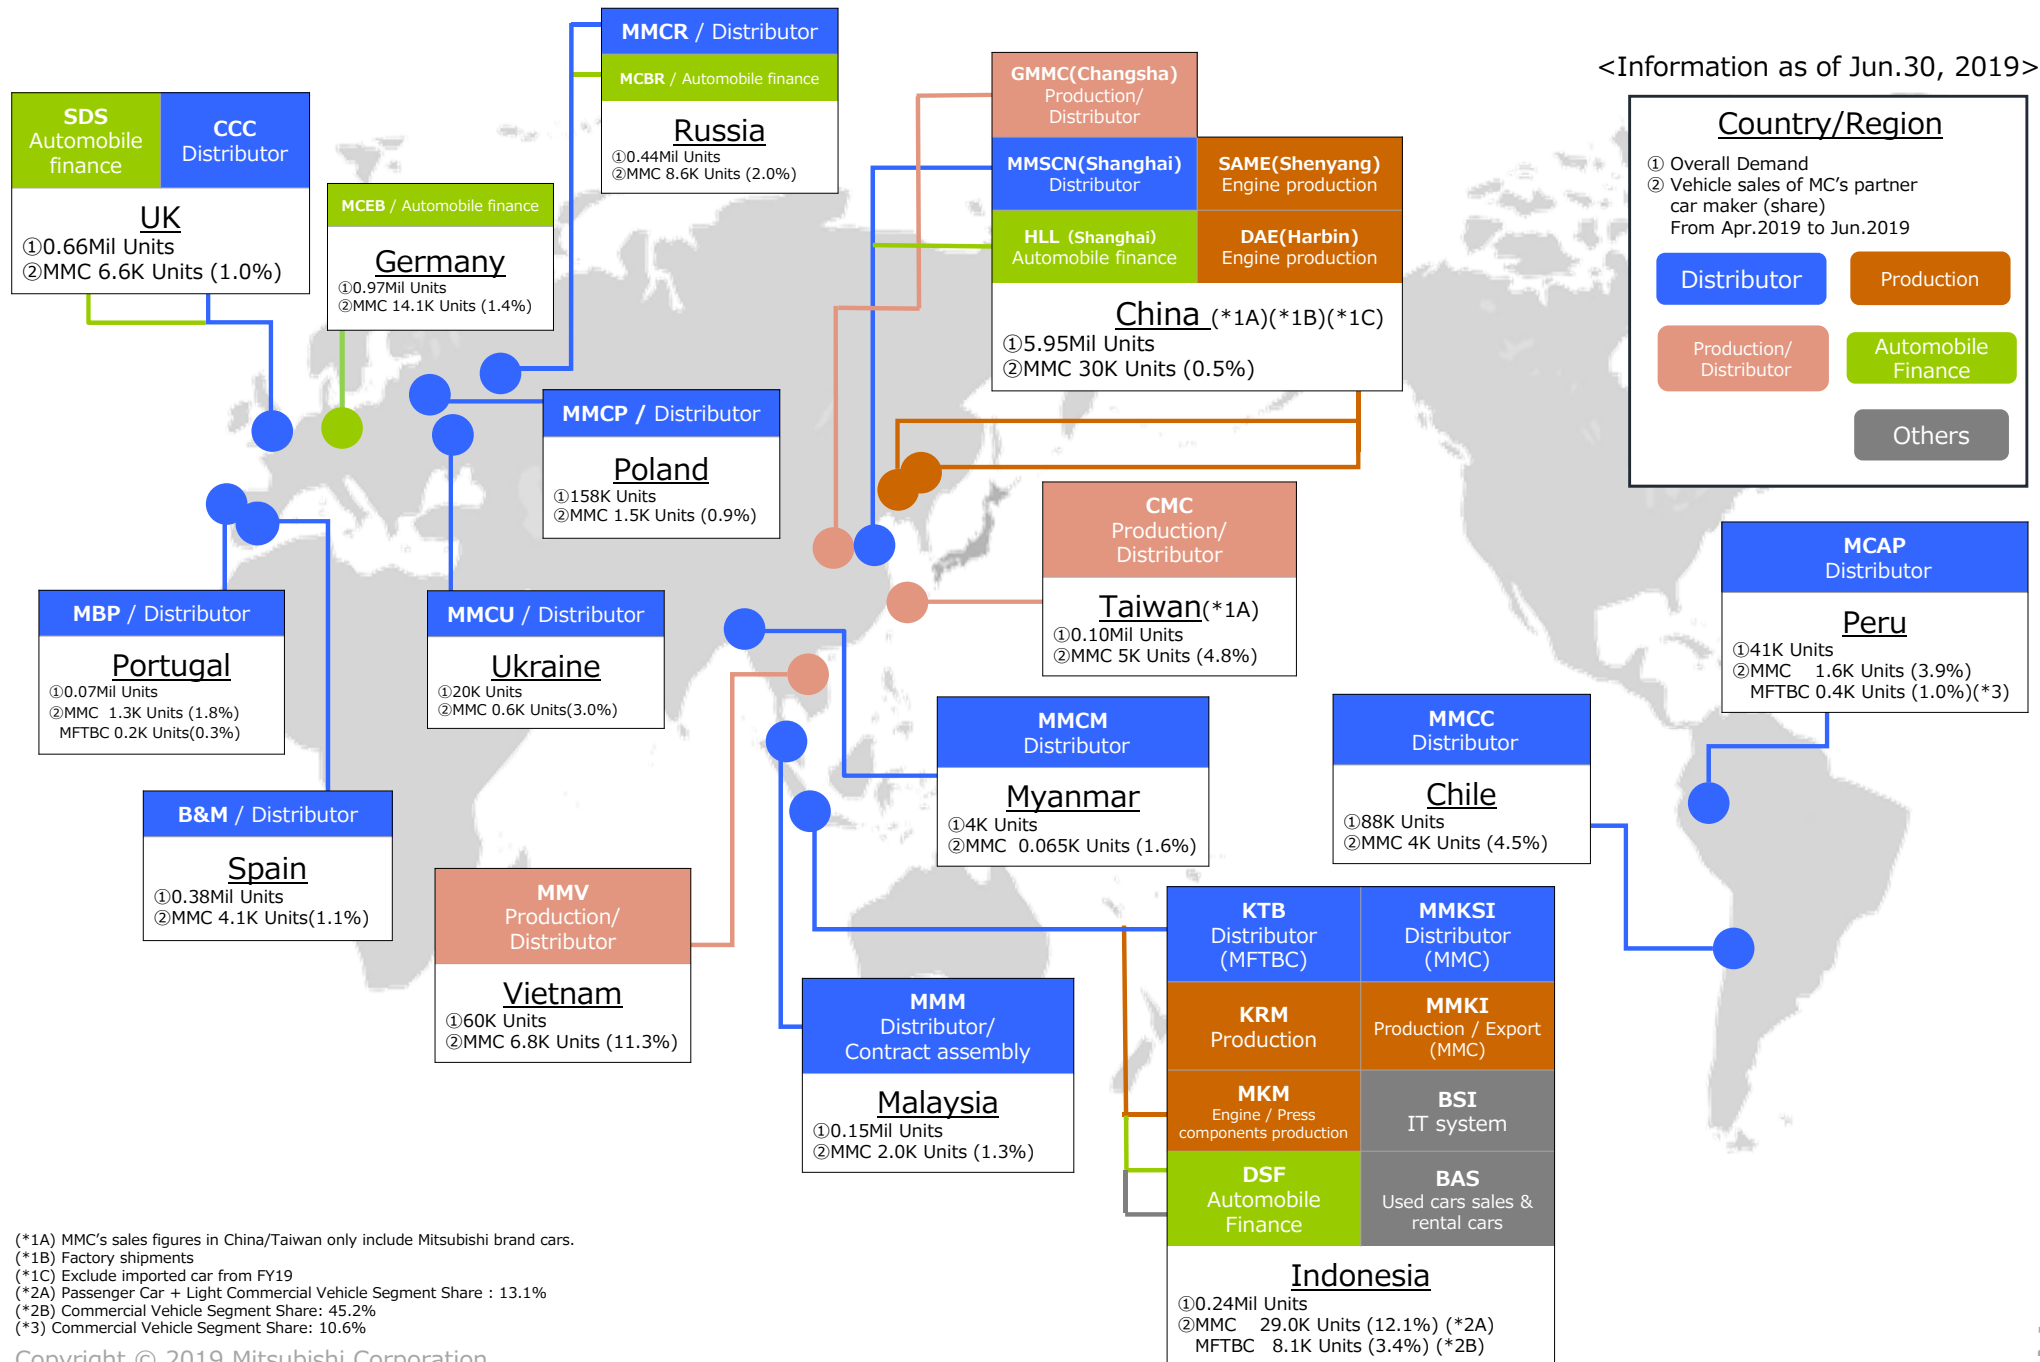 <Information as of Jun.30, 2019>
Country/Region
① Overall Demand
② Vehicle sales of MC's partner
car maker (share)
From Apr.2019 to Jun.2019
Distributor
Production
Production/
Distributor
Automobile
Finance
Others
SDS
Automobile
finance
CCC
Distributor
UK
①0.66Mil Units
②MMC 6.6K Units (1.0%)
MCEB / Automobile finance
Germany
①0.97Mil Units
②MMC 14.1K Units (1.4%)
MMCR / Distributor
MCBR / Automobile finance
Russia
①0.44Mil Units
②MMC 8.6K Units (2.0%)
GMMC(Changsha)
Production/
Distributor
MMSCN(Shanghai)
Distributor
SAME(Shenyang)
Engine production
HLL (Shanghai)
Automobile finance
DAE(Harbin)
Engine production
China (*1A)(*1B)(*1C)
①5.95Mil Units
②MMC 30K Units (0.5%)
MMCP / Distributor
Poland
①158K Units
②MMC 1.5K Units (0.9%)
CMC
Production/
Distributor
Taiwan(*1A)
①0.10Mil Units
②MMC 5K Units (4.8%)
MCAP
Distributor
Peru
①41K Units
②MMC 1.6K Units (3.9%)
MFTBC 0.4K Units (1.0%)(*3)
MBP / Distributor
Portugal
①0.07Mil Units
②MMC 1.3K Units (1.8%)
MFTBC 0.2K Units(0.3%)
MMCU / Distributor
Ukraine
①20K Units
②MMC 0.6K Units(3.0%)
MMCM
Distributor
Myanmar
①4K Units
②MMC 0.065K Units (1.6%)
MMCC
Distributor
Chile
①88K Units
②MMC 4K Units (4.5%)
B&M / Distributor
Spain
①0.38Mil Units
②MMC 4.1K Units(1.1%)
MMV
Production/
Distributor
Vietnam
①60K Units
②MMC 6.8K Units (11.3%)
MMM
Distributor/
Contract assembly
Malaysia
①0.15Mil Units
②MMC 2.0K Units (1.3%)
KTB
Distributor
(MFTBC)
MMKSI
Distributor
(MMC)
KRM
Production
MMKI
Production / Export
(MMC)
MKM
Engine / Press
components production
BSI
IT system
DSF
Automobile
Finance
BAS
Used cars sales &
rental cars
Indonesia
①0.24Mil Units
②MMC 29.0K Units (12.1%) (*2A)
MFTBC 8.1K Units (3.4%) (*2B)
(*1A) MMC's sales figures in China/Taiwan only include Mitsubishi brand cars.
(*1B) Factory shipments
(*1C) Exclude imported car from FY19
(*2A) Passenger Car + Light Commercial Vehicle Segment Share : 13.1%
(*2B) Commercial Vehicle Segment Share: 45.2%
(*3) Commercial Vehicle Segment Share: 10.6%
Copyright © 2019 Mitsubishi Corporation